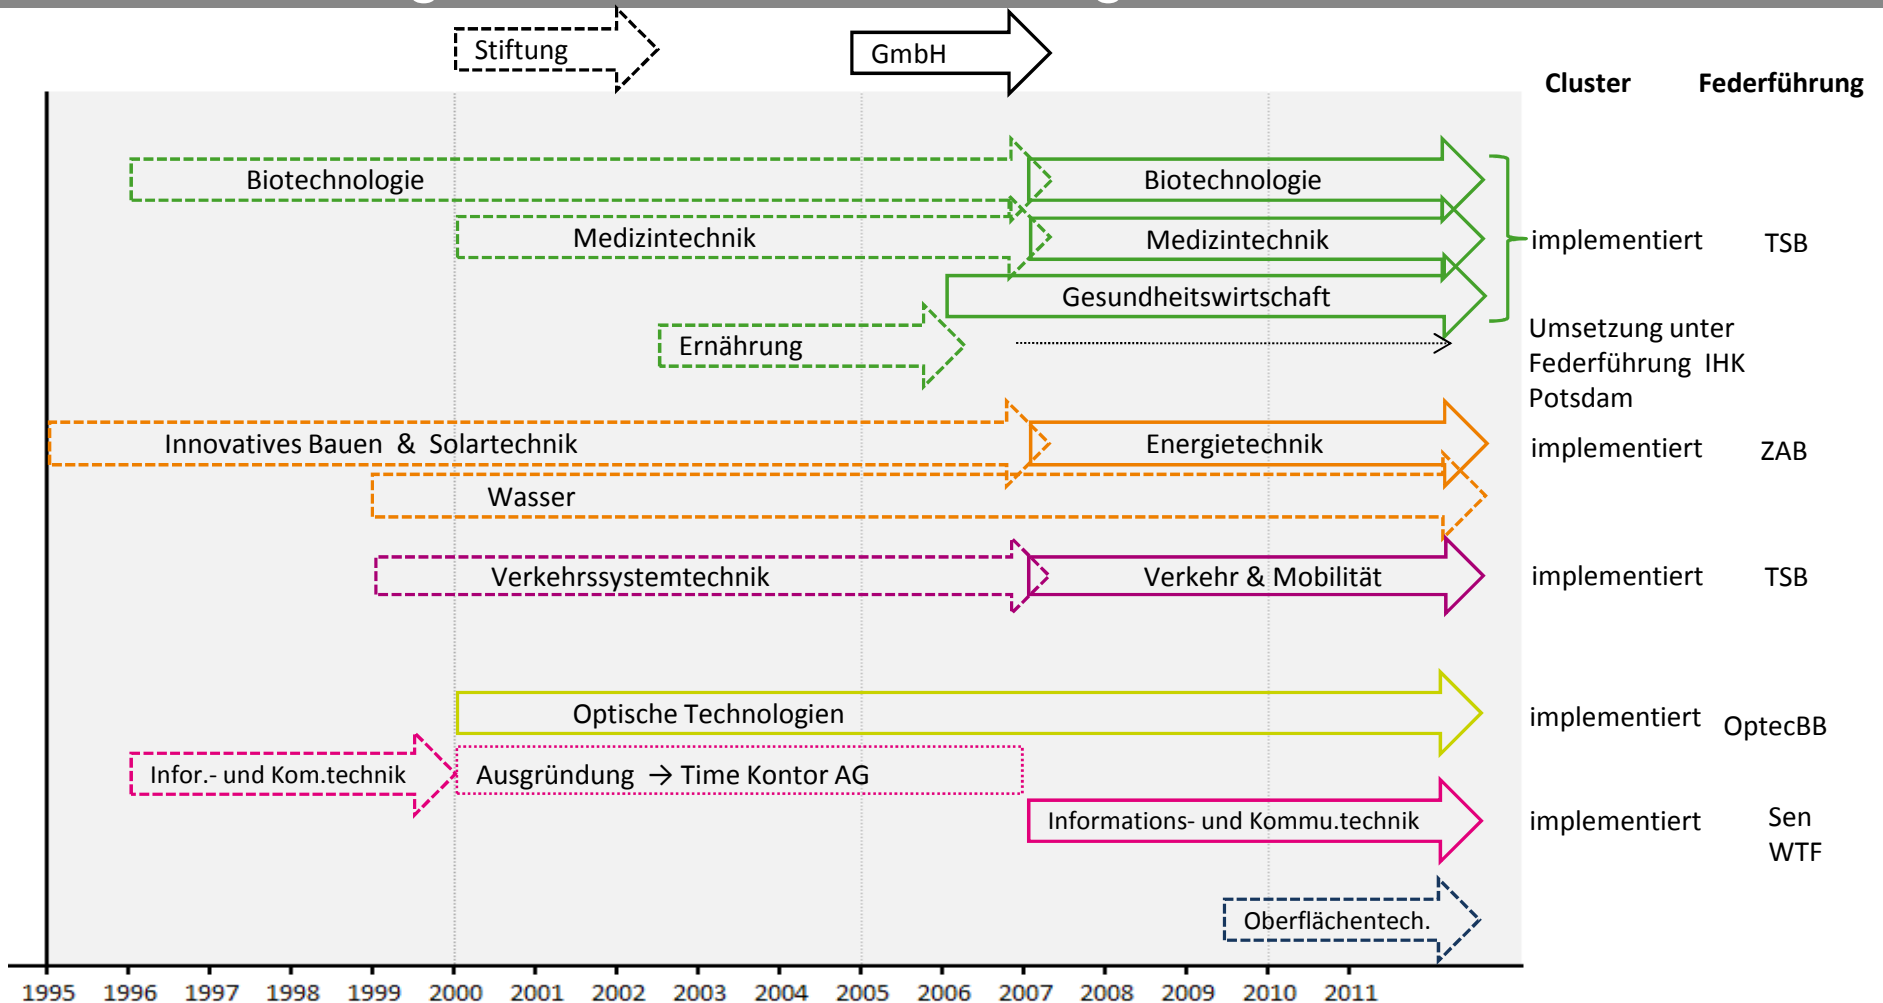 Stiftung
GmbH
Cluster Federführung
Biotechnologie
Biotechnologie
Medizintechnik
Medizintechnik
implementiert TSB
Gesundheitswirtschaft
Ernährung
Umsetzung unter
Federführung IHK
Potsdam
Innovatives Bauen & Solartechnik
Energietechnik
implementiert ZAB
Wasser
Verkehrssystemtechnik
Verkehr & Mobilität
implementiert TSB
Optische Technologien
implementiert OptecBB
Infor.- und Kom.technik
Ausgründung → Time Kontor AG
Informations- und Kommu.technik
implementiert Sen
WTF
Oberflächentech.
1995 1996 1997 1998 1999 2000 2001 2002 2003 2004 2005 2006 2007 2008 2009 2010 2011